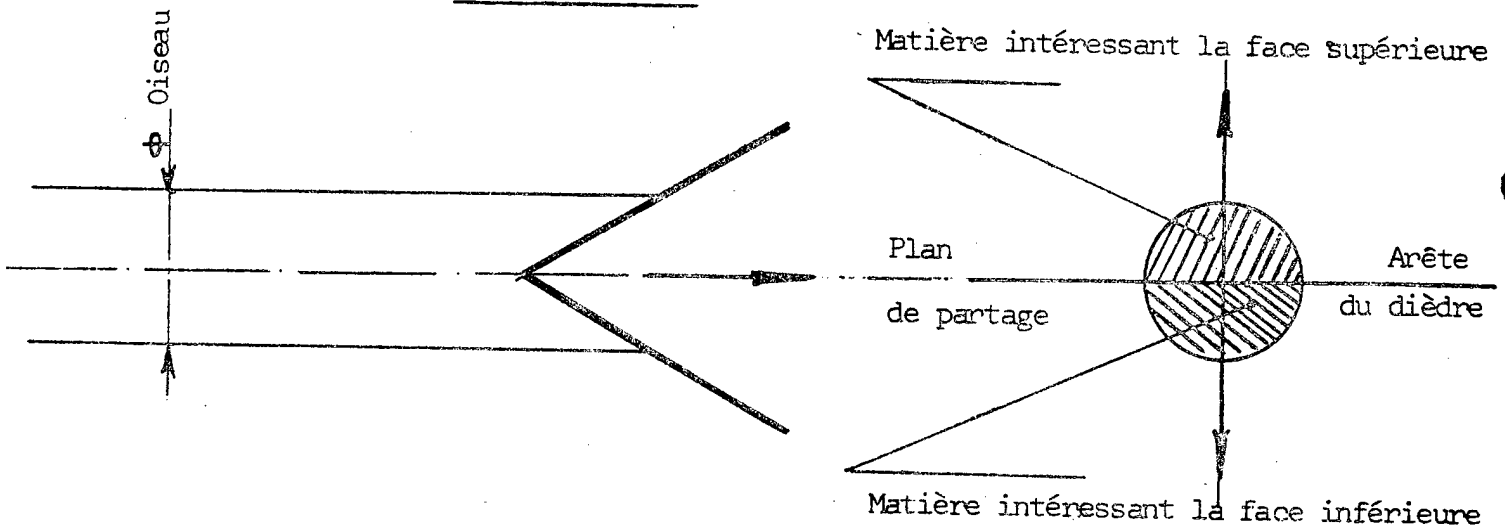 Φ Oiseau
Matière intéressant la face supérieure
Plan
de partage
Arête
du dièdre
Matière intéressant la face inférieure